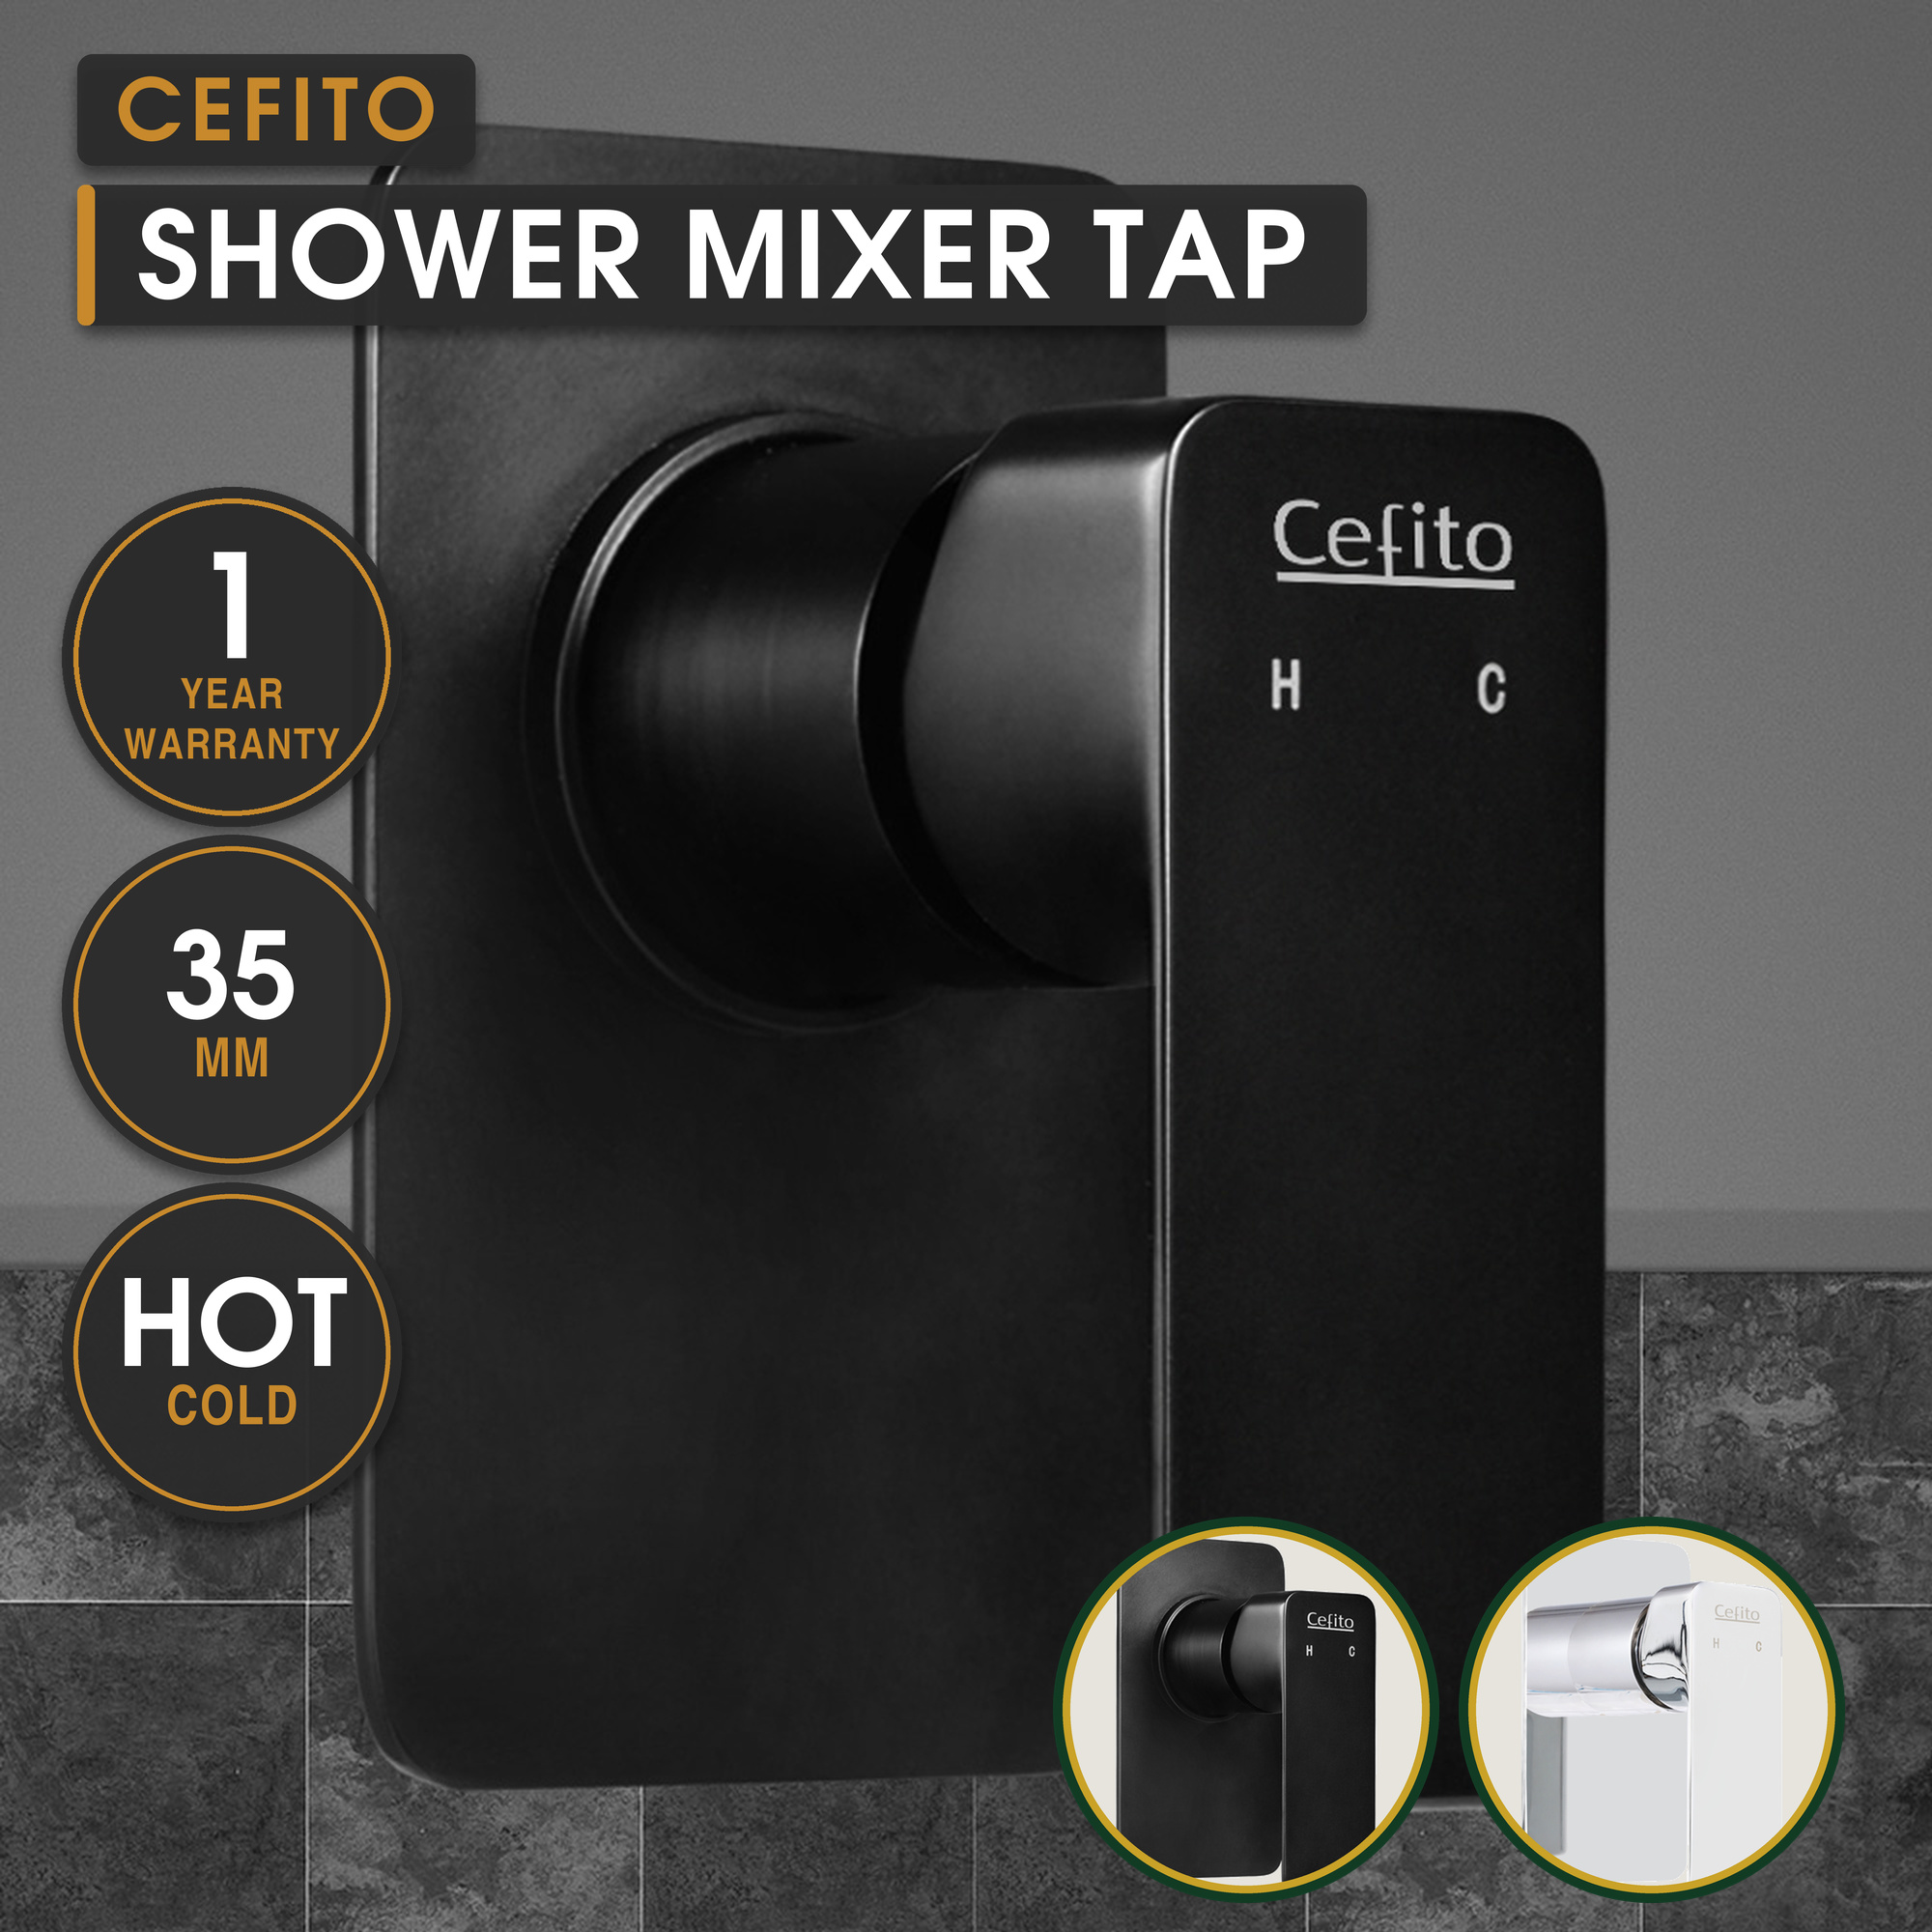 CEFITO
SHOWER MIXER TAP
Cefito
H C
1
YEAR
WARRANTY
35
MM
HOT
COLD
Cefito
H C
Cefito
H C